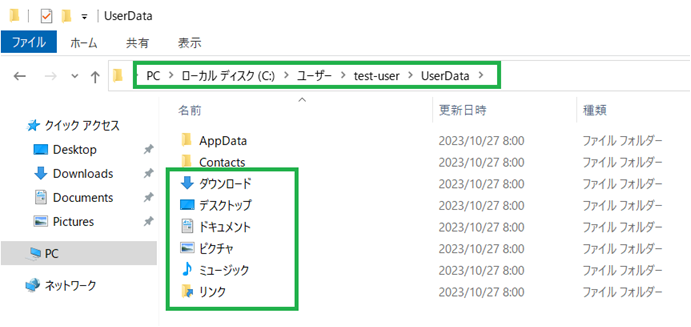 UserData
ファイル ホーム 共有 表示
PC ローカル ディスク (C:) ユーザー test-user UserData
名前 更新日時 種類
クイック アクセス
Desktop
Downloads
Documents
Pictures
PC
ネットワーク
AppData 2023/10/27 8:00 ファイル フォルダー
Contacts 2023/10/27 8:00 ファイル フォルダー
ダウンロード 2023/10/27 8:00 ファイル フォルダー
デスクトップ 2023/10/27 8:00 ファイル フォルダー
ドキュメント 2023/10/27 8:00 ファイル フォルダー
ピクチャ 2023/10/27 8:00 ファイル フォルダー
ミュージック 2023/10/27 8:00 ファイル フォルダー
リンク 2023/10/27 8:00 ファイル フォルダー